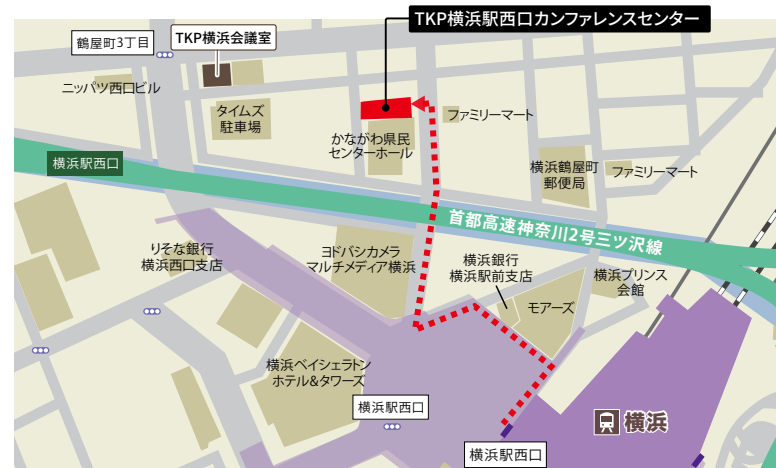 TKP横浜駅西口カンファレンスセンター
鶴屋町3丁目
TKP横浜会議室
ニッパツ西口ビル
タイムズ
駐車場
かながわ県民
センターホール
ファミリーマート
横浜駅西口
横浜鶴屋町
郵便局
ファミリーマート
首都高速神奈川2号三ツ沢線
りそな銀行
横浜西口支店
ヨドバシカメラ
マルチメディア横浜
横浜銀行
横浜駅前支店
横浜プリンス
会館
モアーズ
横浜ベイシェラトン
ホテル&タワーズ
横浜駅西口
横浜
横浜駅西口